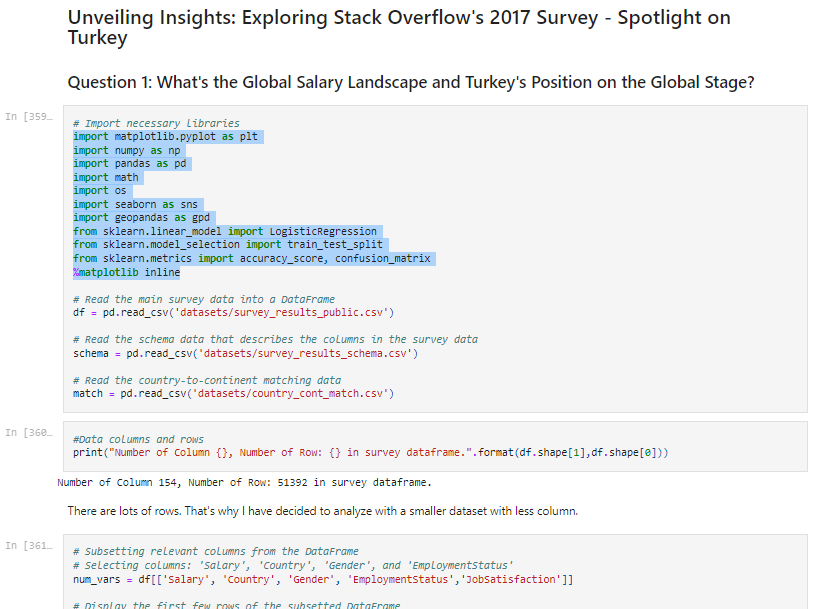 Unveiling Insights: Exploring Stack Overflow's 2017 Survey - Spotlight on
Turkey
Question 1: What's the Global Salary Landscape and Turkey's Position on the Global Stage?
In [359…
# Import necessary libraries
import matplotlib.pyplot as plt
import numpy as np
import pandas as pd
import math
import os
import seaborn as sns
import geopandas as gpd
from sklearn.linear_model import LogisticRegression
from sklearn.model_selection import train_test_split
from sklearn.metrics import accuracy_score, confusion_matrix
%matplotlib inline
# Read the main survey data into a DataFrame
df = pd.read_csv('datasets/survey_results_public.csv')
# Read the schema data that describes the columns in the survey data
schema = pd.read_csv('datasets/survey_results_schema.csv')
# Read the country-to-continent matching data
match = pd.read_csv('datasets/country_cont_match.csv')
In [360…
#Data columns and rows
print("Number of Column {}, Number of Row: {} in survey dataframe.".format(df.shape[1],df.shape[0]))
Number of Column 154, Number of Row: 51392 in survey dataframe.
There are lots of rows. That's why I have decided to analyze with a smaller dataset with less column.
In [361…
# Subsetting relevant columns from the DataFrame
# Selecting columns: 'Salary', 'Country', 'Gender', and 'EmploymentStatus'
num_vars = df[['Salary', 'Country', 'Gender', 'EmploymentStatus','JobSatisfaction']]
# Display the first few rows of the subsetted DataFrame